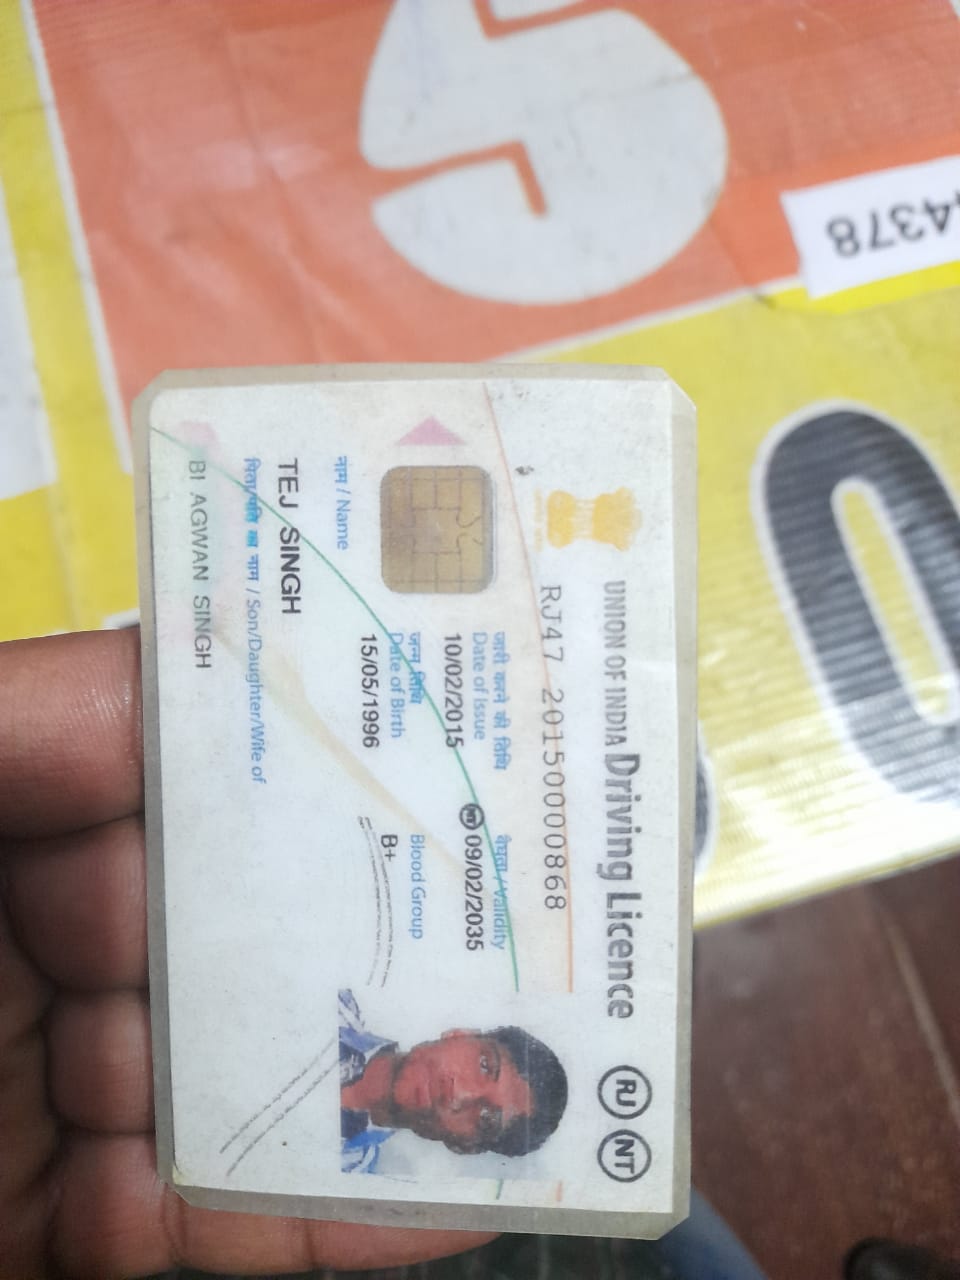 44378
0
UNION OF INDIA Driving Licence RJ NT
RJ47 20150000868
जारी करने की तिथि वैधता / Validity
Date of Issue
10/02/2015 NT 09/02/2035
जन्म तिथि Blood Group
Date of Birth B+
15/05/1996
नाम / Name
TEJ SINGH
पिता/पति का नाम / Son/Daughter/Wife of
BI AGWAN SINGH